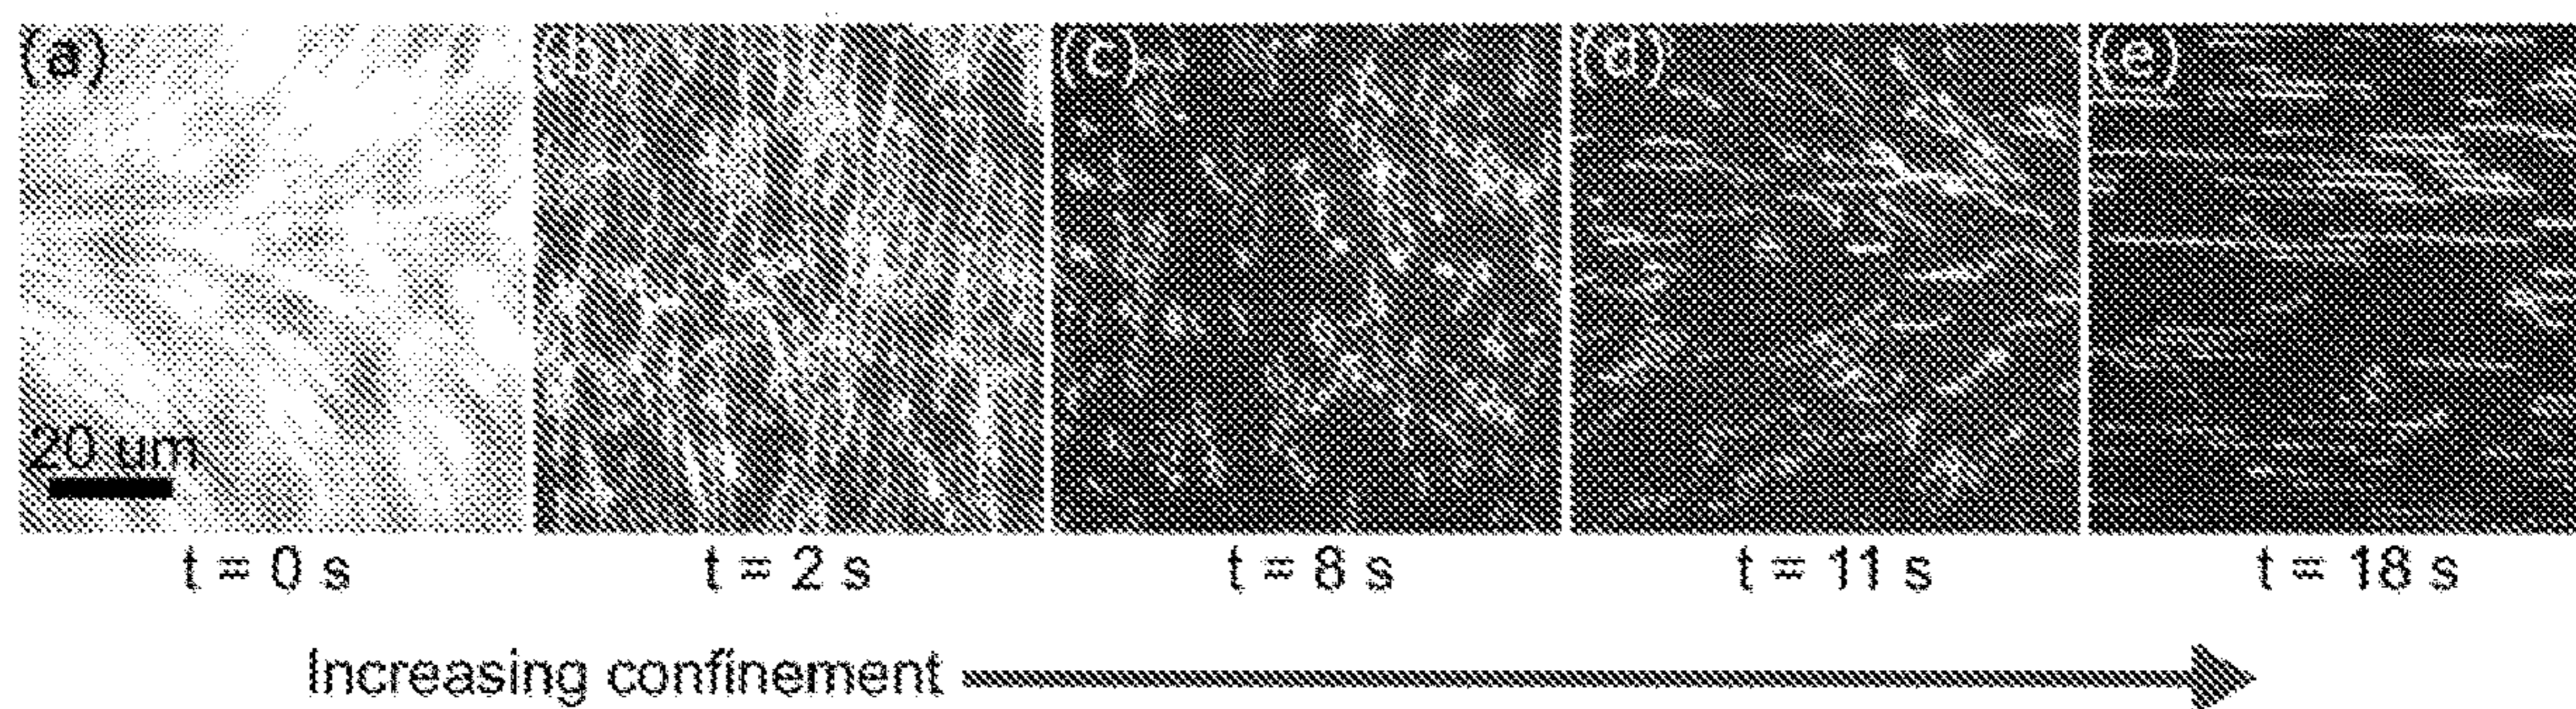 (a) (b) (c) (d) (e)
20 um
t = 0 s t = 2 s t = 8 s t = 11 s t = 18 s
Increasing confinement